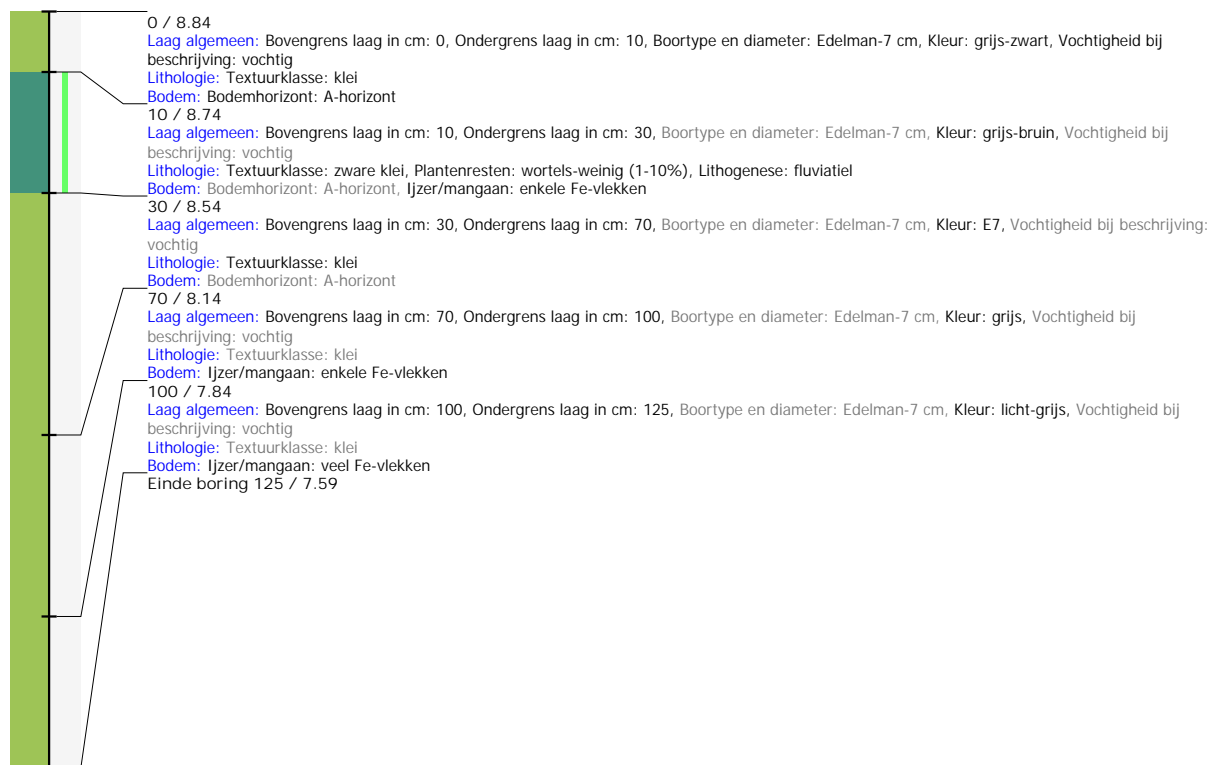 0 / 8.84
Laag algemeen: Bovengrens laag in cm: 0, Ondergrens laag in cm: 10, Boortype en diameter: Edelman-7 cm, Kleur: grijs-zwart, Vochtigheid bij
beschrijving: vochtig
Lithologie: Textuurklasse: klei
Bodem: Bodemhorizont: A-horizont
10 / 8.74
Laag algemeen: Bovengrens laag in cm: 10, Ondergrens laag in cm: 30, Boortype en diameter: Edelman-7 cm, Kleur: grijs-bruin, Vochtigheid bij
beschrijving: vochtig
Lithologie: Textuurklasse: zware klei, Plantenresten: wortels-weinig (1-10%), Lithogenese: fluviatiel
Bodem: Bodemhorizont: A-horizont, Ijzer/mangaan: enkele Fe-vlekken
30 / 8.54
Laag algemeen: Bovengrens laag in cm: 30, Ondergrens laag in cm: 70, Boortype en diameter: Edelman-7 cm, Kleur: E7, Vochtigheid bij beschrijving:
vochtig
Lithologie: Textuurklasse: klei
Bodem: Bodemhorizont: A-horizont
70 / 8.14
Laag algemeen: Bovengrens laag in cm: 70, Ondergrens laag in cm: 100, Boortype en diameter: Edelman-7 cm, Kleur: grijs, Vochtigheid bij
beschrijving: vochtig
Lithologie: Textuurklasse: klei
Bodem: Ijzer/mangaan: enkele Fe-vlekken
100 / 7.84
Laag algemeen: Bovengrens laag in cm: 100, Ondergrens laag in cm: 125, Boortype en diameter: Edelman-7 cm, Kleur: licht-grijs, Vochtigheid bij
beschrijving: vochtig
Lithologie: Textuurklasse: klei
Bodem: Ijzer/mangaan: veel Fe-vlekken
Einde boring 125 / 7.59